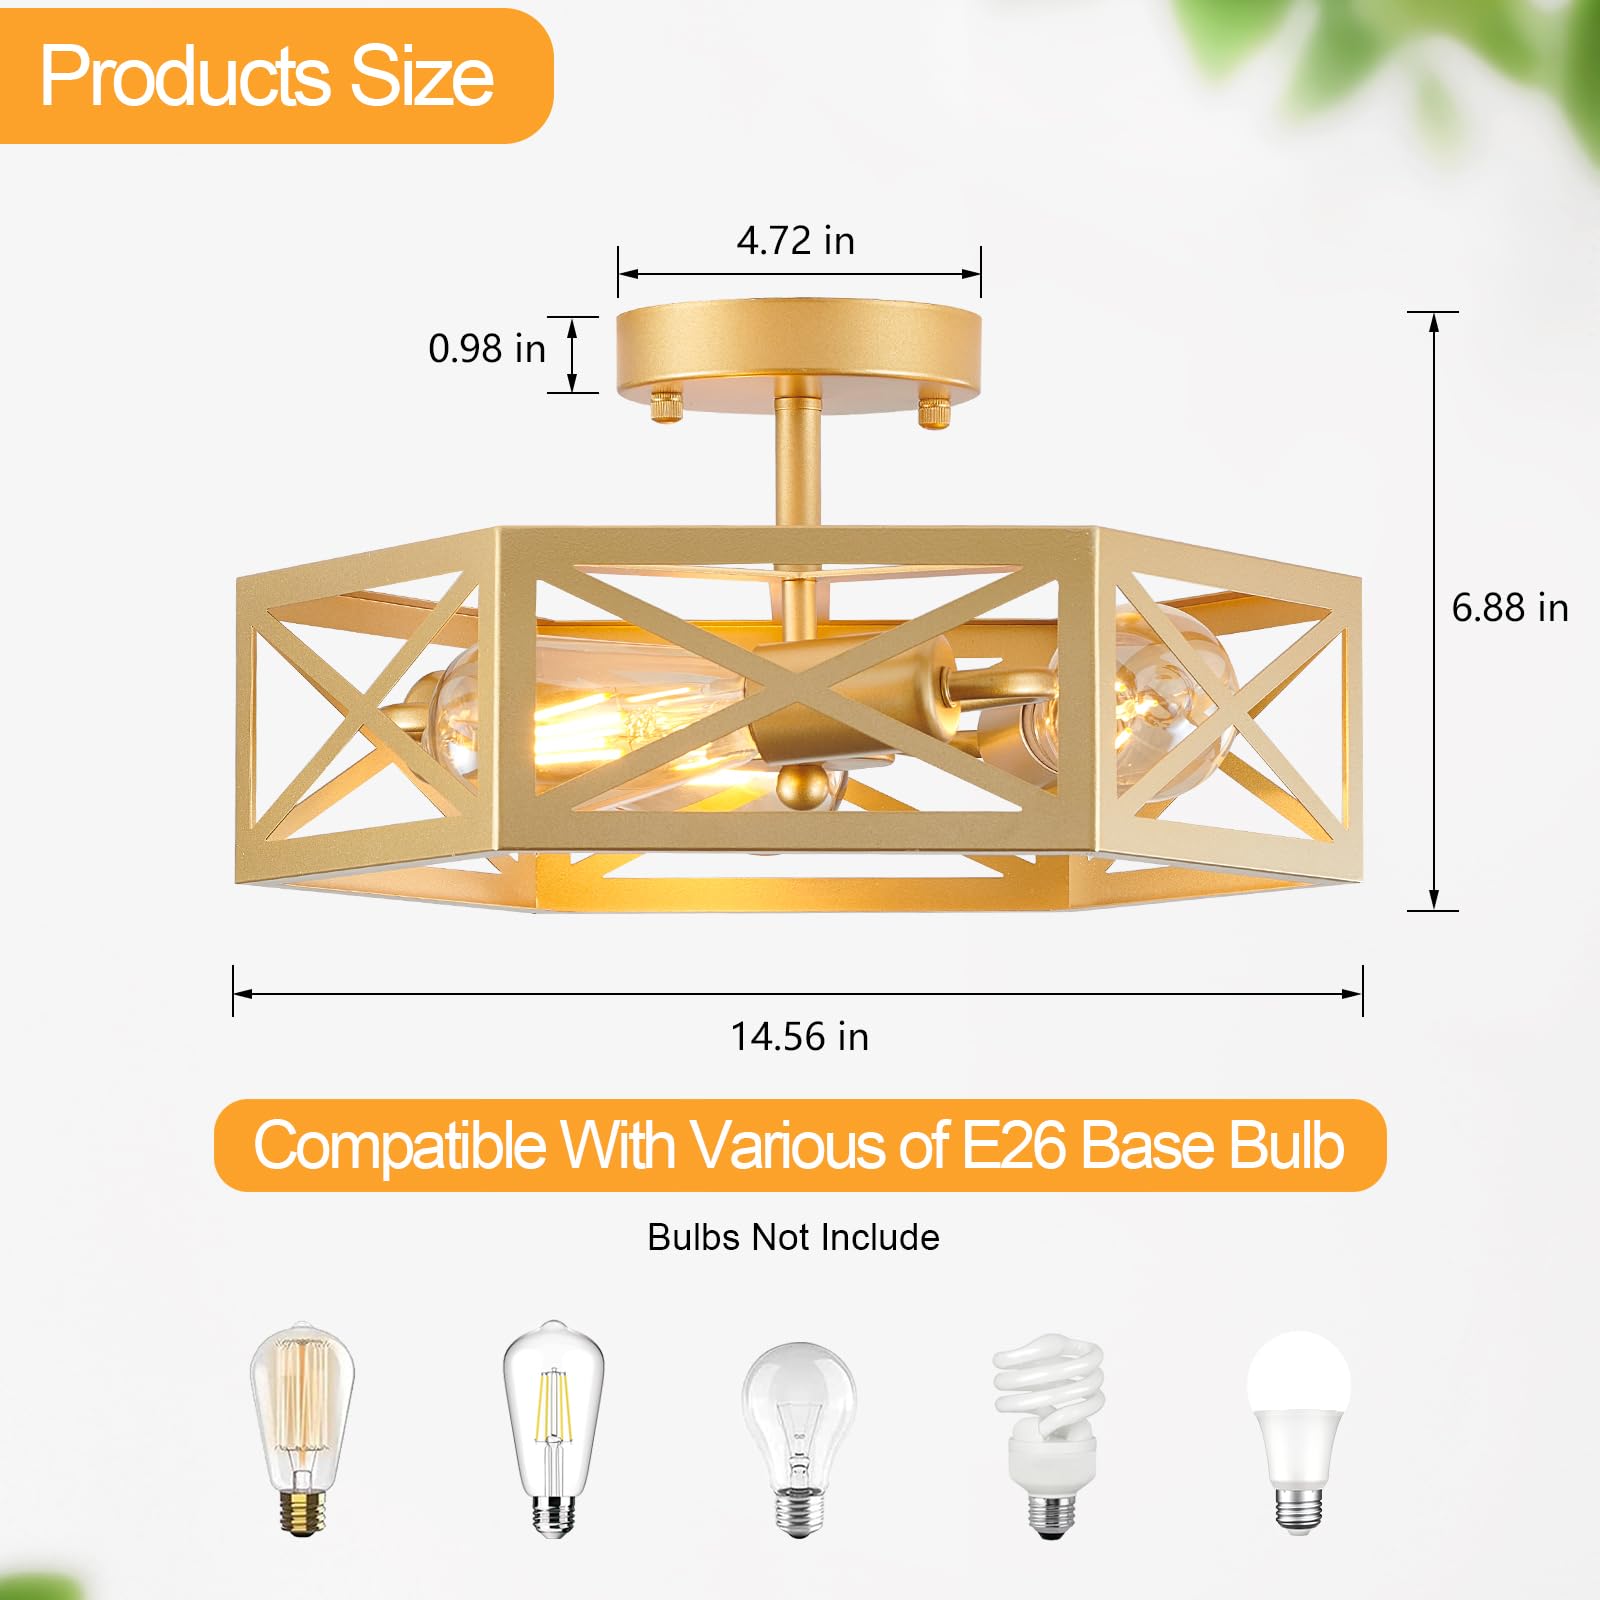 Products Size
4.72 in
0.98 in
6.88 in
14.56 in
Compatible With Various of E26 Base Bulb
Bulbs Not Include